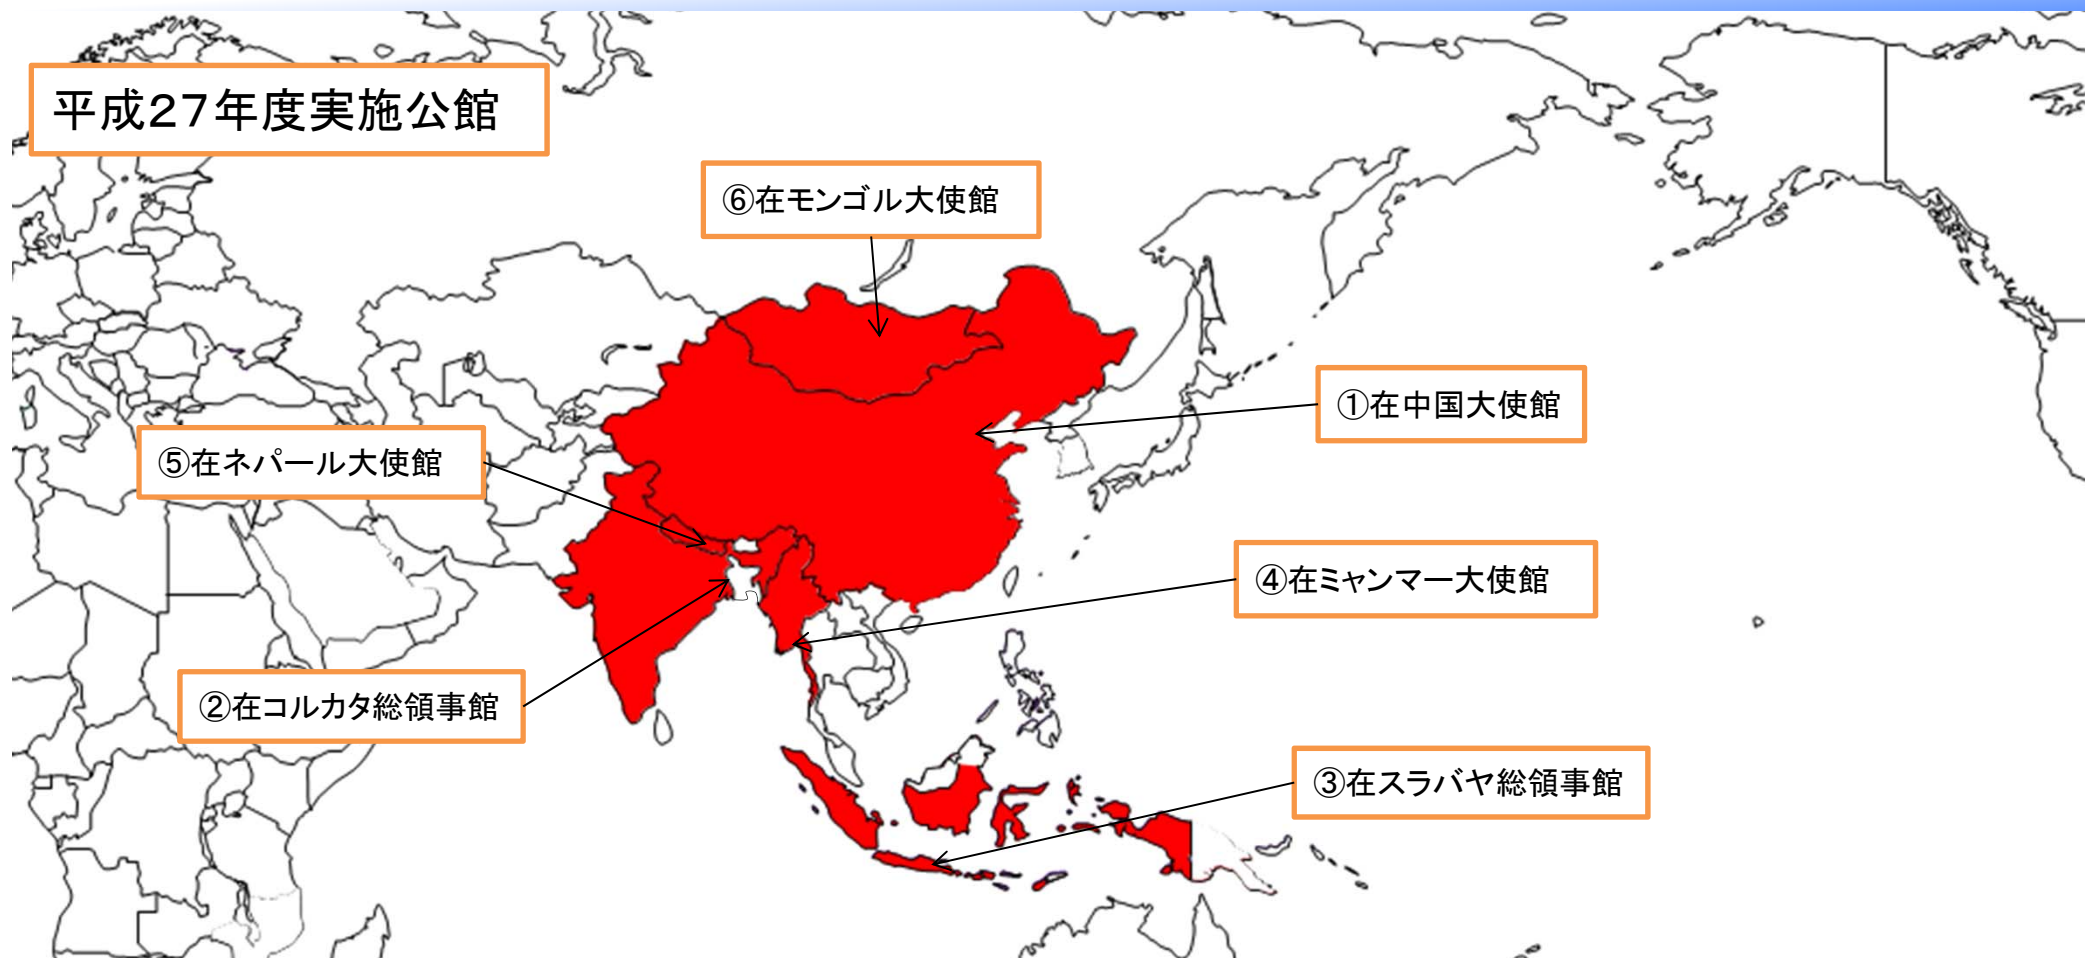 平成27年度実施公館
⑥在モンゴル大使館
①在中国大使館
⑤在ネパール大使館
④在ミャンマー大使館
②在コルカタ総領事館
③在スラバヤ総領事館